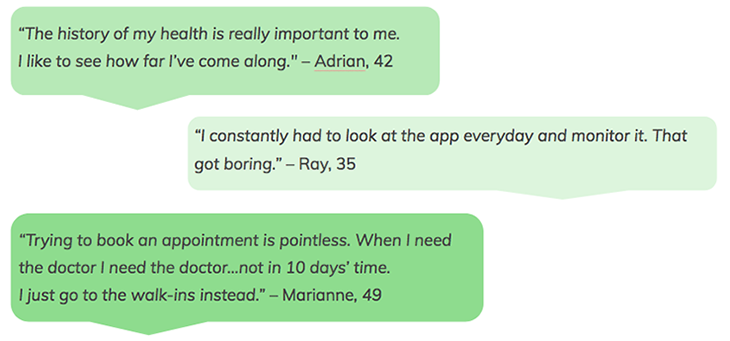 “The history of my health is really important to me.
I like to see how far I’ve come along." – Adrian, 42
“I constantly had to look at the app everyday and monitor it. That
got boring.” – Ray, 35
“Trying to book an appointment is pointless. When I need
the doctor I need the doctor...not in 10 days’ time.
I just go to the walk-ins instead.” – Marianne, 49